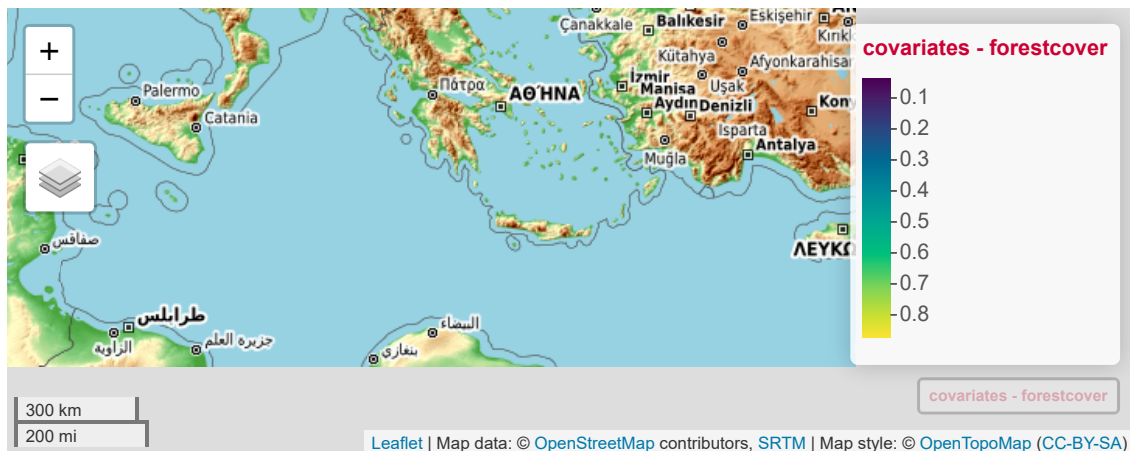 +
−
Palermo
Catania
صفاقس
طرابلس
الزاوية
جزيرة العلم
بنغازي
البيضاء
Πάτρα
ΑΘΉΝΑ
Çanakkale
Balıkesir
Eskişehir
Kütahya
Afyonkarahisar
İzmir
Manisa
Uşak
Aydın
Denizli
Isparta
Muğla
Antalya
covariates - forestcover
0.1
0.2
0.3
0.4
0.5
0.6
0.7
0.8
covariates - forestcover
300 km
200 mi
Leaflet | Map data: © OpenStreetMap contributors, SRTM | Map style: © OpenTopoMap (CC-BY-SA)